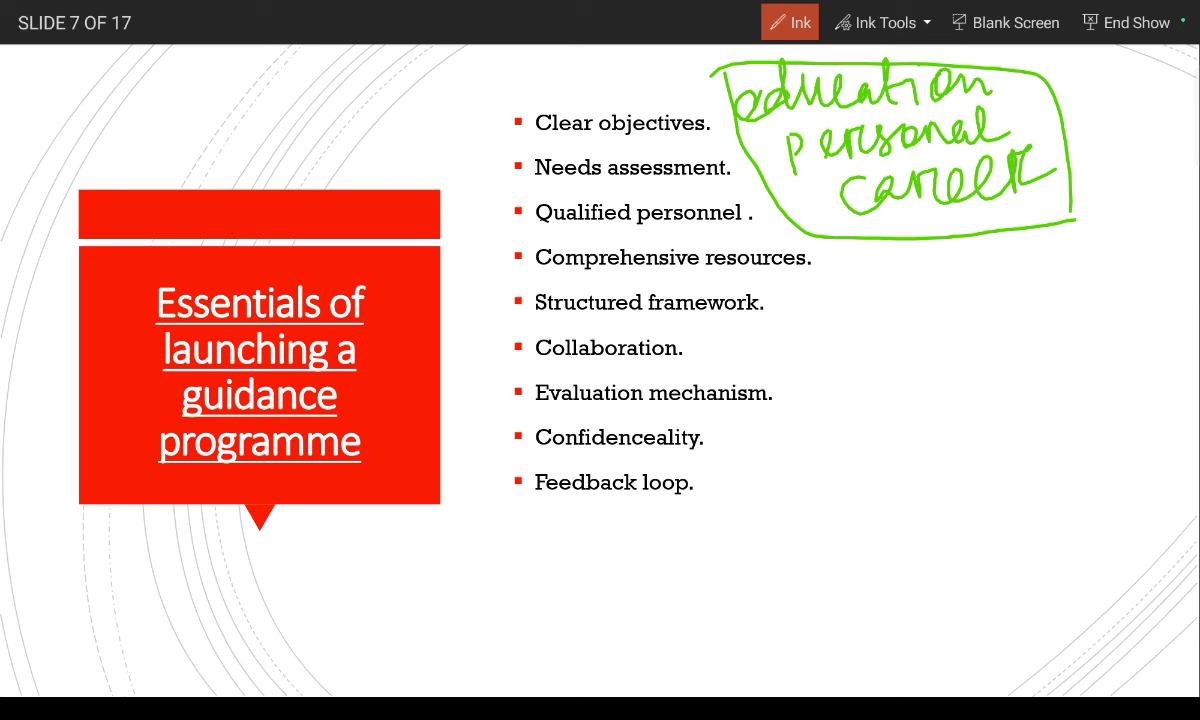 SLIDE 7 OF 17
Ink
Ink Tools
Blank Screen
End Show
Essentials of
launching a
guidance
programme
Clear objectives.
Needs assessment.
Qualified personnel .
Comprehensive resources.
Structured framework.
Collaboration.
Evaluation mechanism.
Confidenceality.
Feedback loop.
education
personal
career